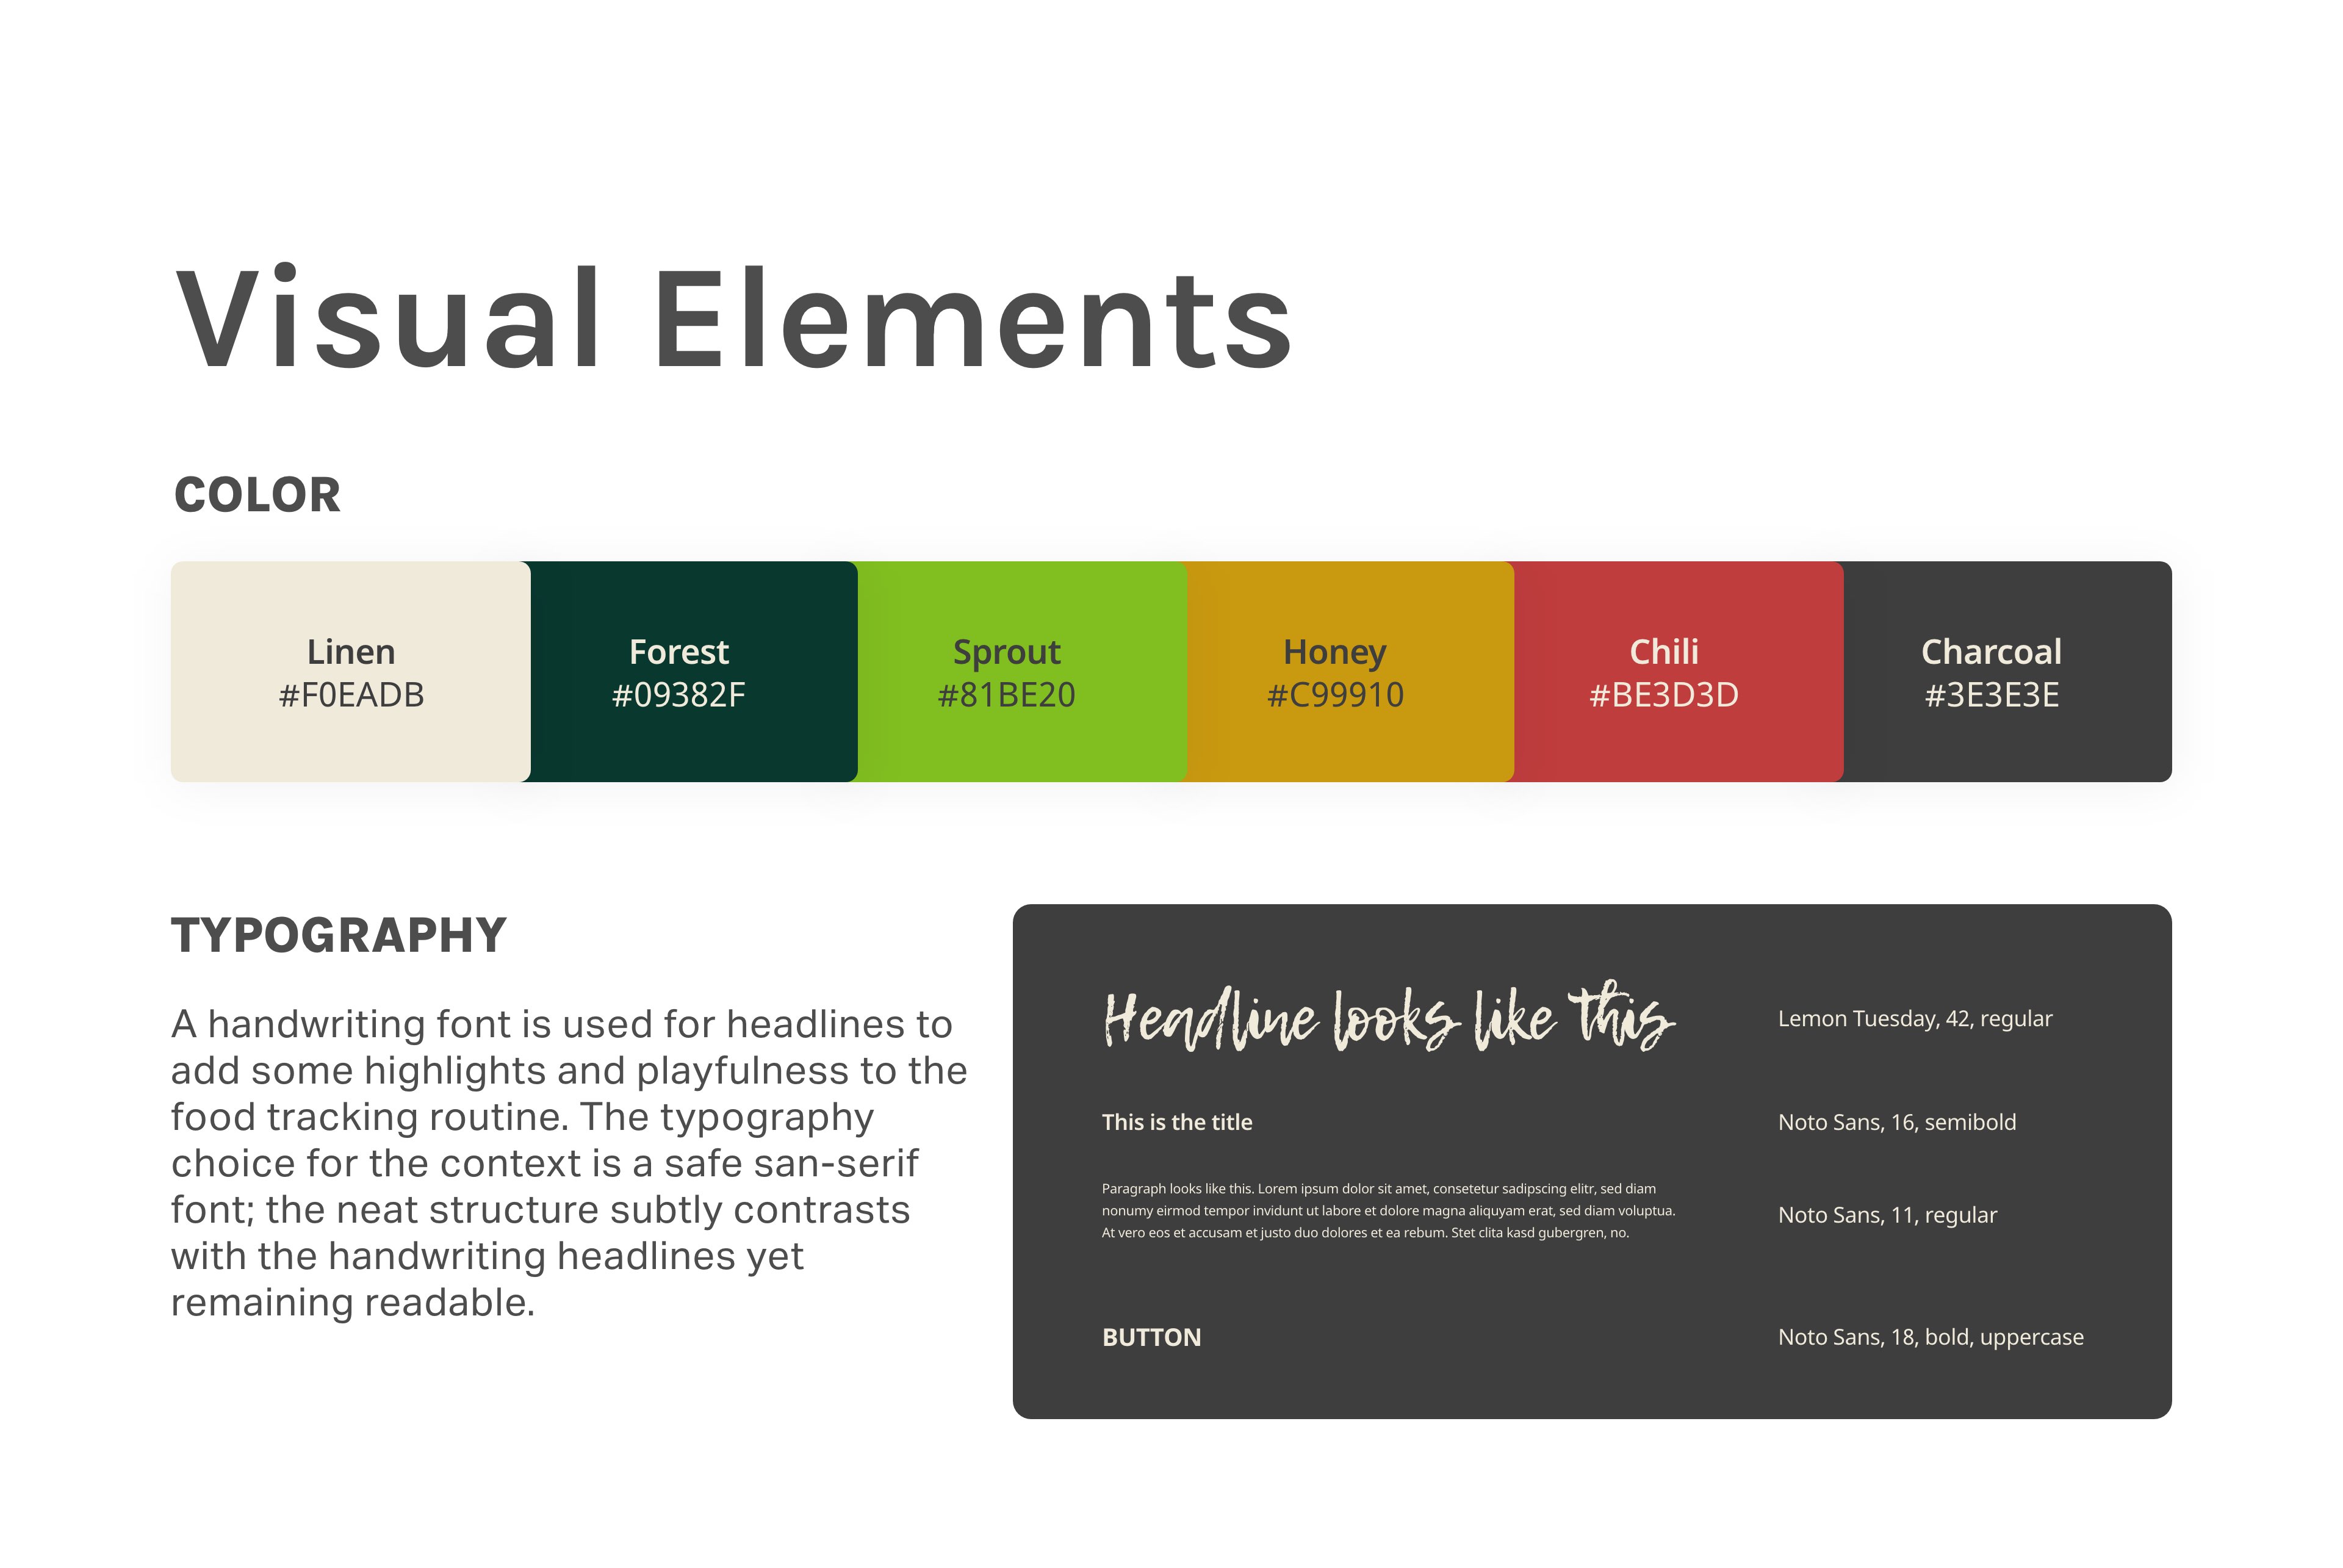 Visual Elements
COLOR
Linen
#F0EADB
Forest
#09382F
Sprout
#81BE20
Honey
#C99910
Chili
#BE3D3D
Charcoal
#3E3E3E
TYPOGRAPHY
A handwriting font is used for headlines to
add some highlights and playfulness to the
food tracking routine. The typography
choice for the context is a safe san-serif
font; the neat structure subtly contrasts
with the handwriting headlines yet
remaining readable.
Headline looks like this
Lemon Tuesday, 42, regular
This is the title
Noto Sans, 16, semibold
Paragraph looks like this. Lorem ipsum dolor sit amet, consetetur sadipscing elitr, sed diam
nonumy eirmod tempor invidunt ut labore et dolore magna aliquyam erat, sed diam voluptua.
At vero eos et accusam et justo duo dolores et ea rebum. Stet clita kasd gubergren, no.
Noto Sans, 11, regular
BUTTON
Noto Sans, 18, bold, uppercase